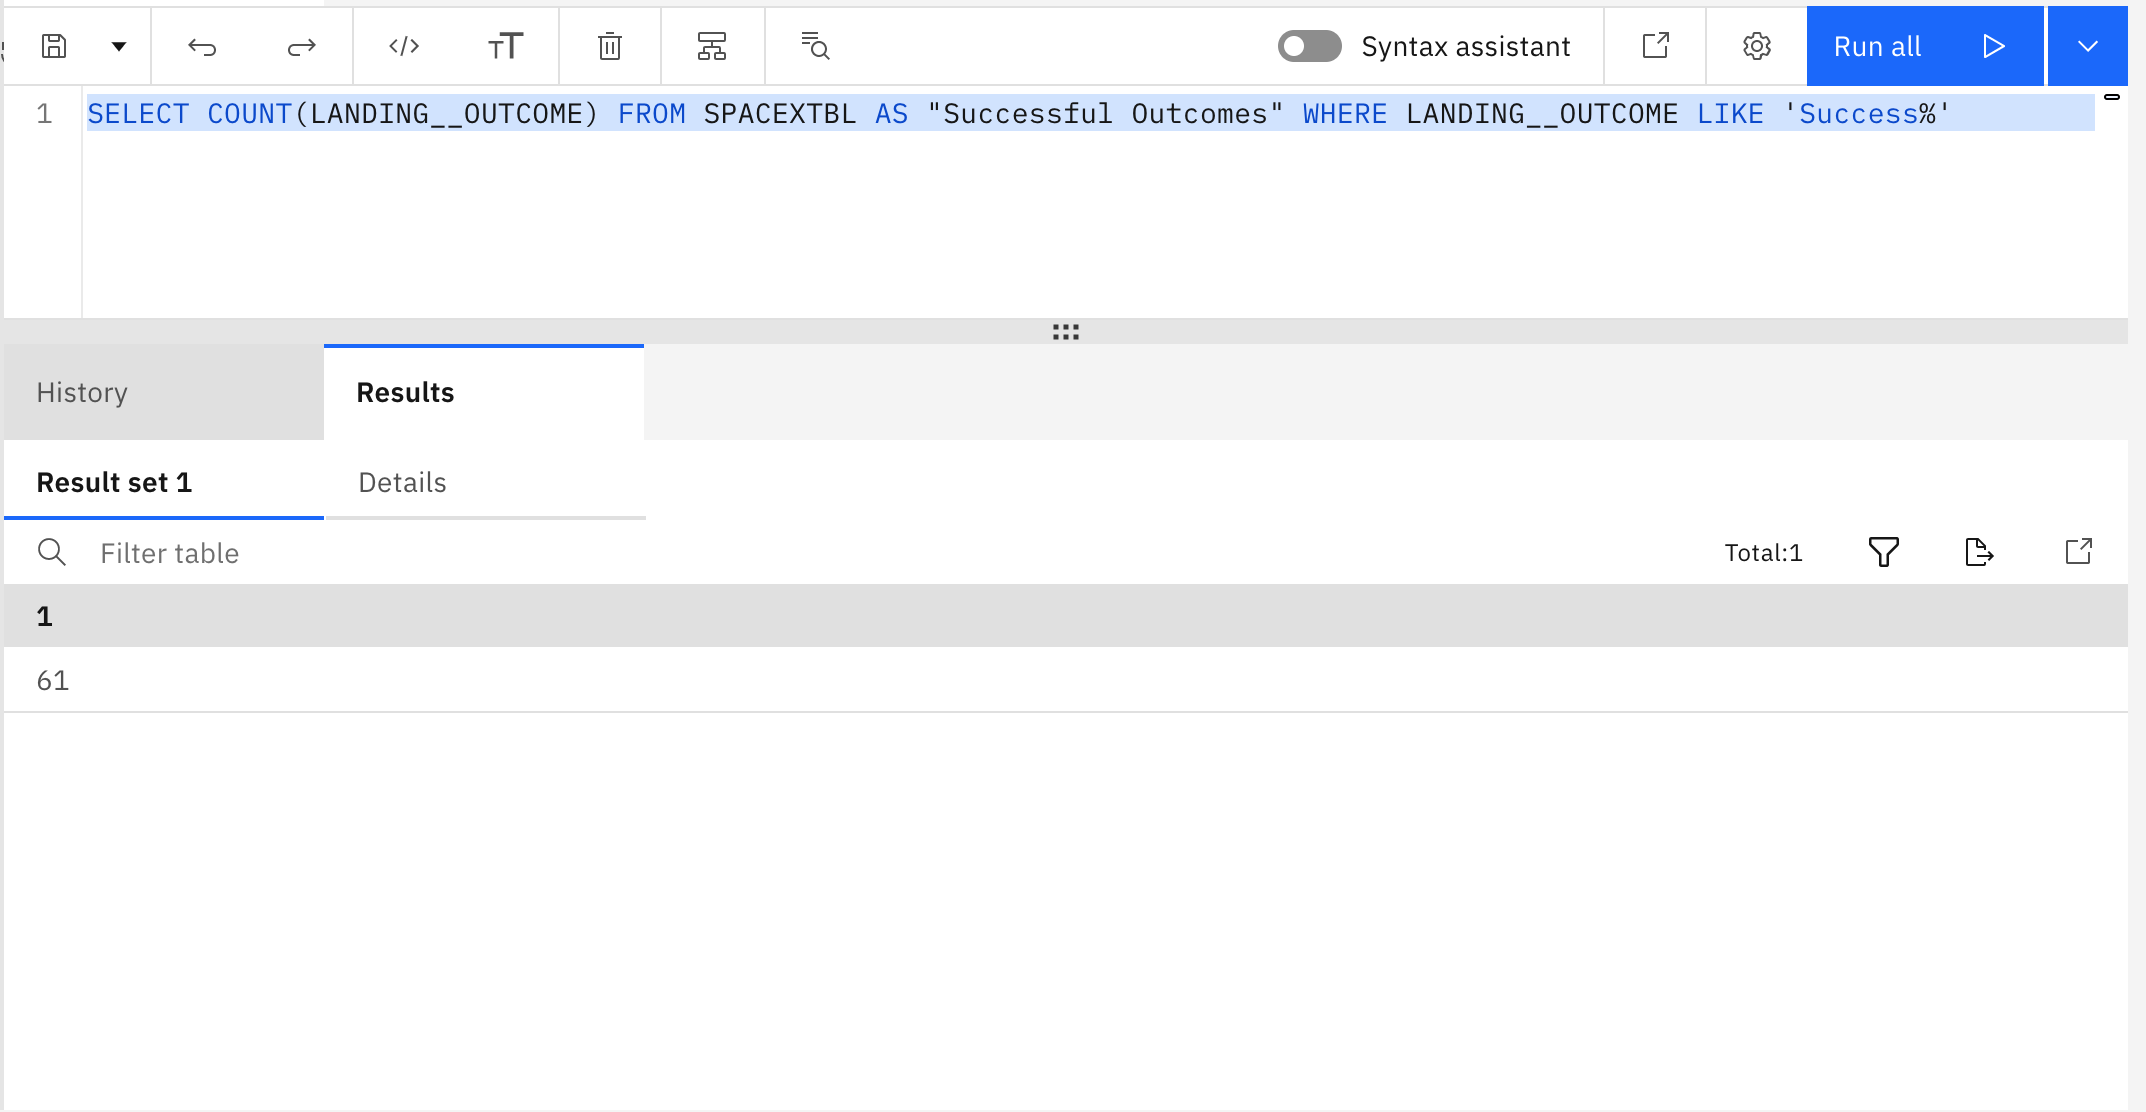 Syntax assistant Run all
1 SELECT COUNT(LANDING__OUTCOME) FROM SPACEXTBL AS "Successful Outcomes" WHERE LANDING__OUTCOME LIKE 'Success%'
History Results
Result set 1 Details
Filter table Total:1
1
61